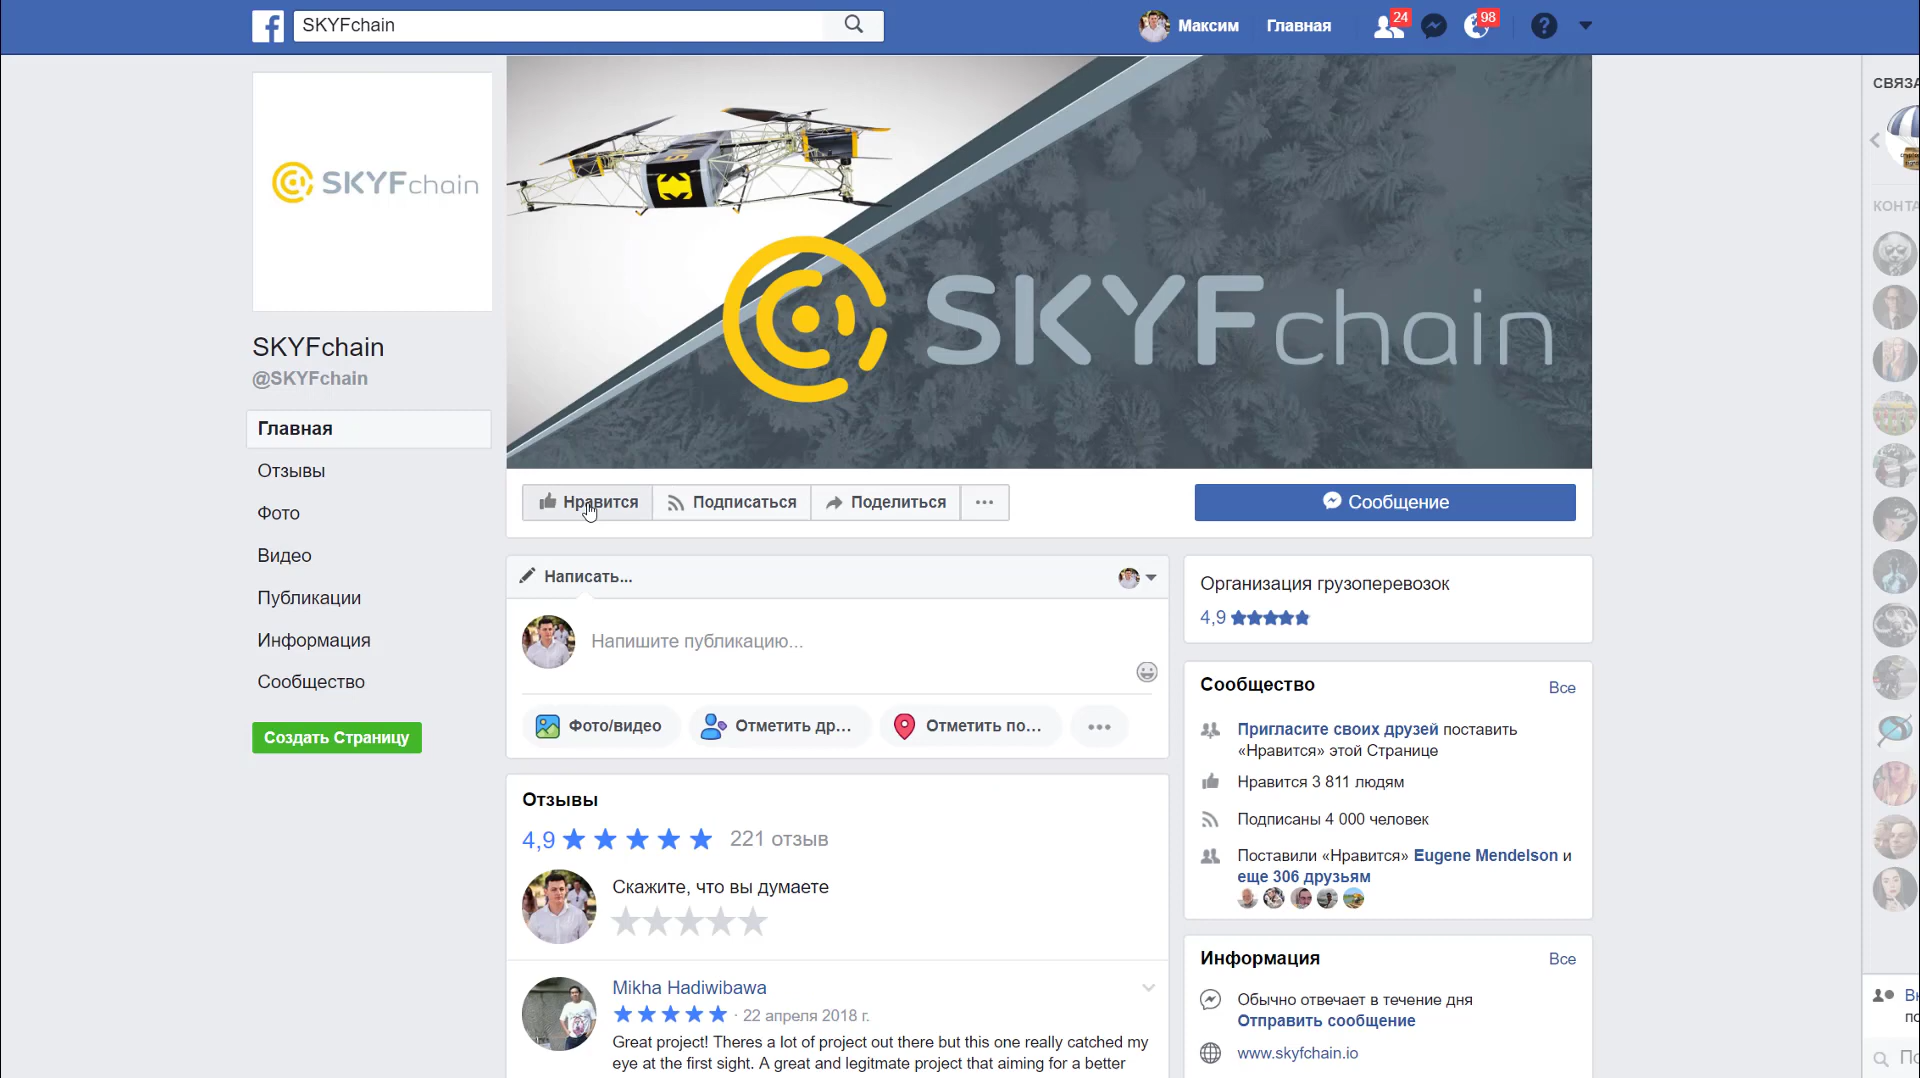 SKYFchain
Максим
Главная
24
98
SKYFchain
SKYFchain
@SKYFchain
Главная
Отзывы
Фото
Видео
Публикации
Информация
Сообщество
Создать Страницу
SKYFchain
Нравится
Подписаться
Поделиться
Сообщение
Написать...
Напишите публикацию...
Фото/видео
Отметить др...
Отметить по...
Отзывы
4,9
221 отзыв
Скажите, что вы думаете
Mikha Hadiwibawa
· 22 апреля 2018 г.
Great project! Theres a lot of project out there but this one really catched my
eye at the first sight. A great and legitmate project that aiming for a better
Организация грузоперевозок
4,9
Сообщество
Все
Пригласите своих друзей поставить
«Нравится» этой Странице
Нравится 3 811 людям
Подписаны 4 000 человек
Поставили «Нравится» Eugene Mendelson и
еще 306 друзьям
Информация
Все
Обычно отвечает в течение дня
Отправить сообщение
www.skyfchain.io
СВЯЗА
КОНТА
по